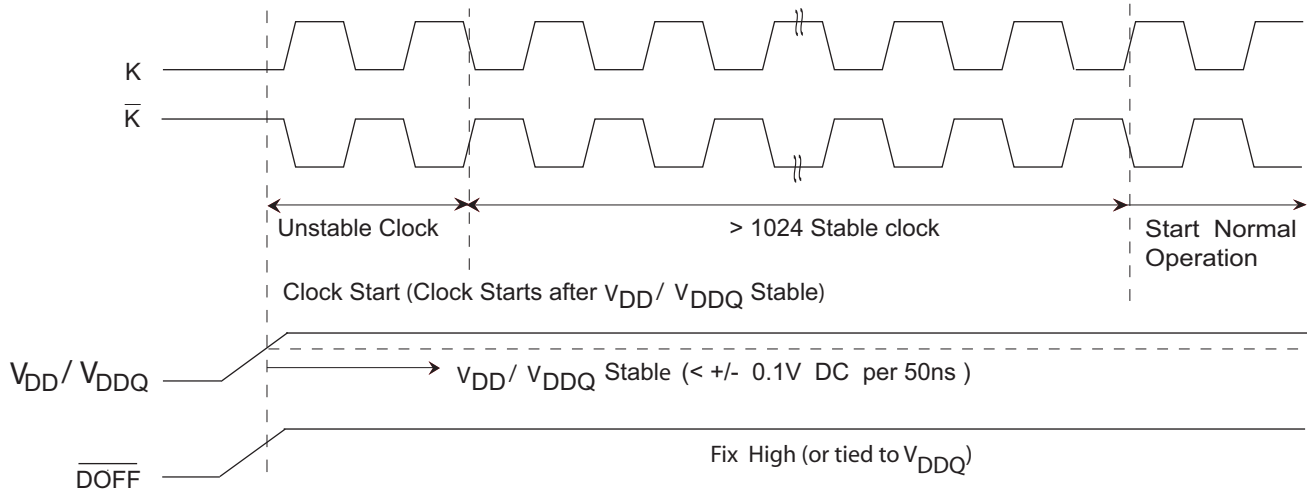 K
K̅
Unstable Clock
> 1024 Stable clock
Start Normal
Operation
Clock Start (Clock Starts after VDD / VDDQ Stable)
VDD / VDDQ
VDD / VDDQ Stable (< +/- 0.1V DC per 50ns )
D̅O̅F̅F̅
Fix High (or tied to VDDQ)